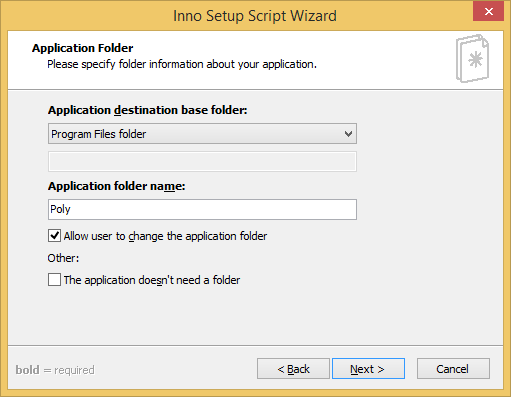 Inno Setup Script Wizard
Application Folder
Please specify folder information about your application.
Application destination base folder:
Program Files folder
Application folder name:
Poly
Allow user to change the application folder
Other:
The application doesn't need a folder
bold = required
< Back
Next >
Cancel